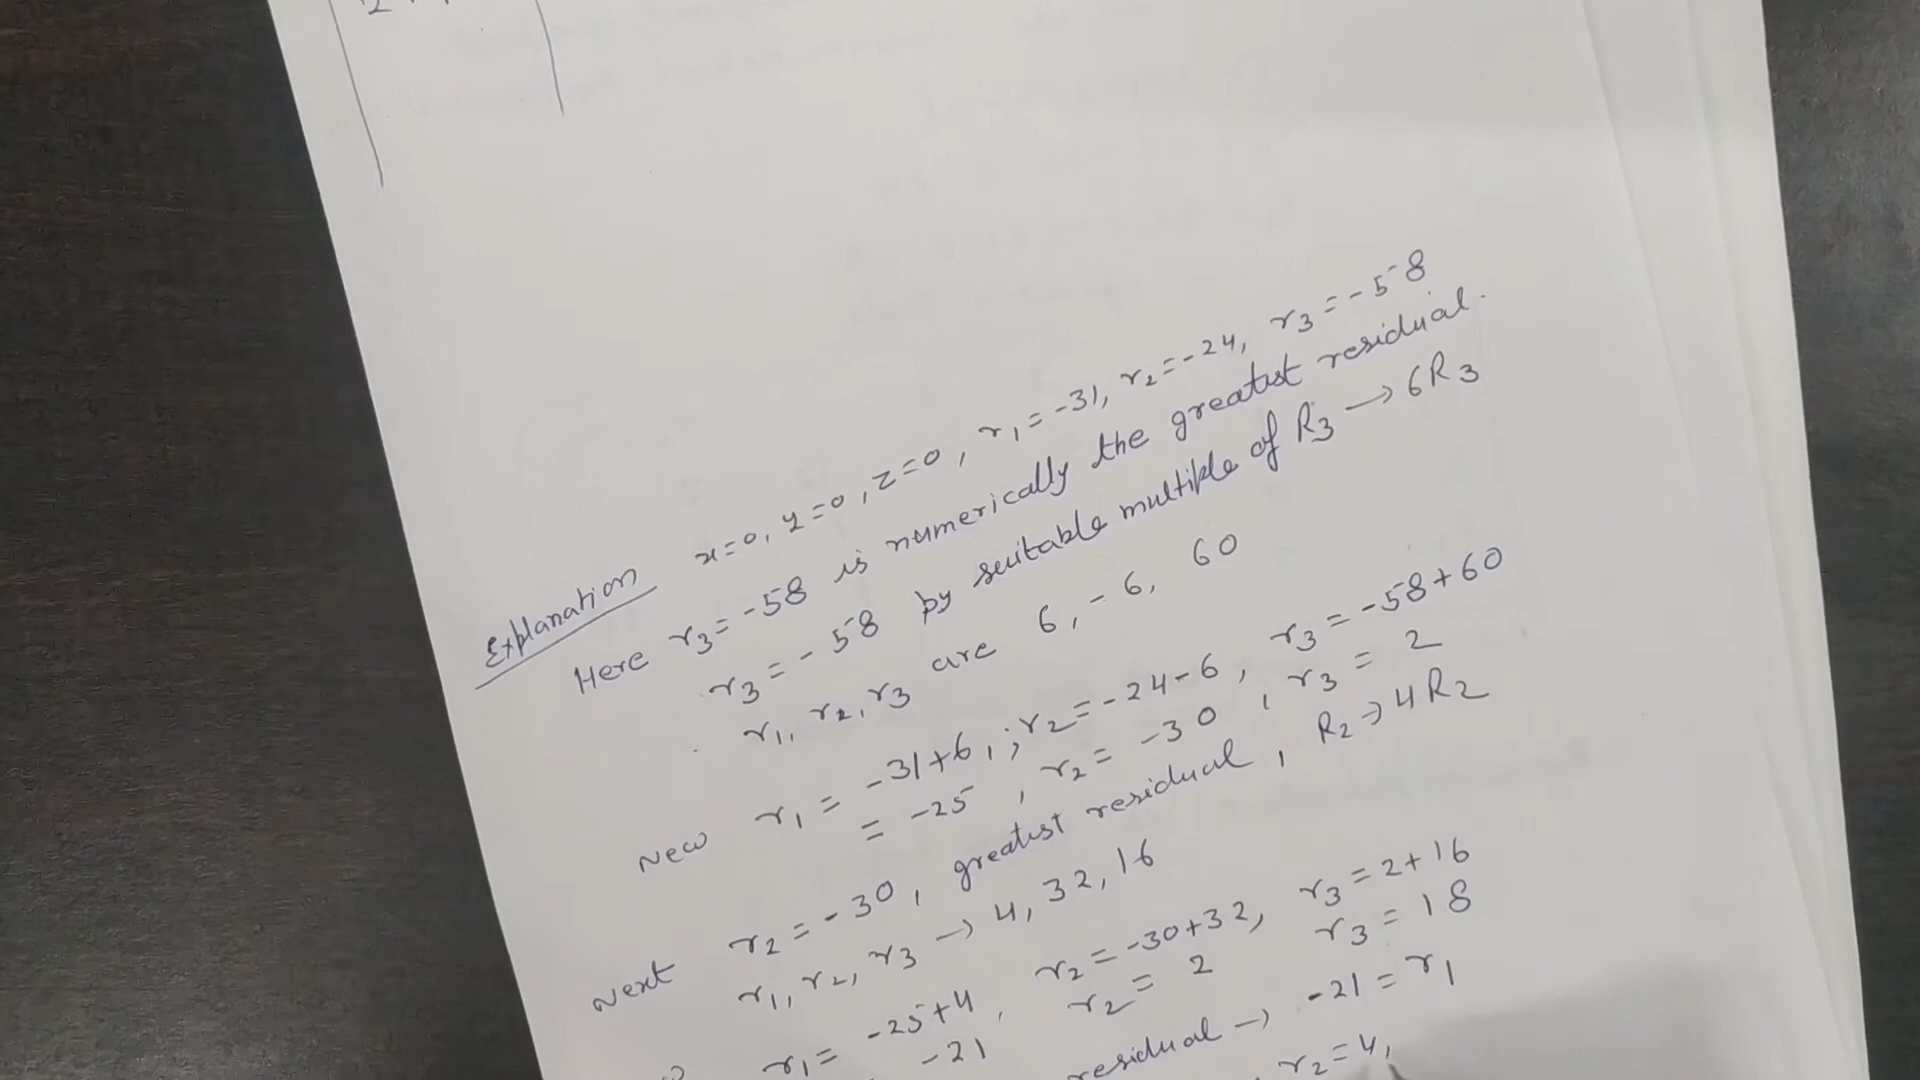 Explanation x=0, y=0, z=0, r1=-31, r2=-24, r3=-58
Here r3=-58 is numerically the greatest residual.
r3=-58 by suitable multiple of R3→6R3
r1, r2, r3 are 6, -6, 60
New r1 = -31+6, ; r2=-24-6, r3=-58+60
= -25, r2=-30, r3=2
Next r2=-30, greatest residual, R2→4R2
r1, r2, r3 → 4, 32, 16
r1= -25+4, r2=-30+32, r3=2+16
-21 r2=2 r3=18
residual → -21=r1
r2=4,